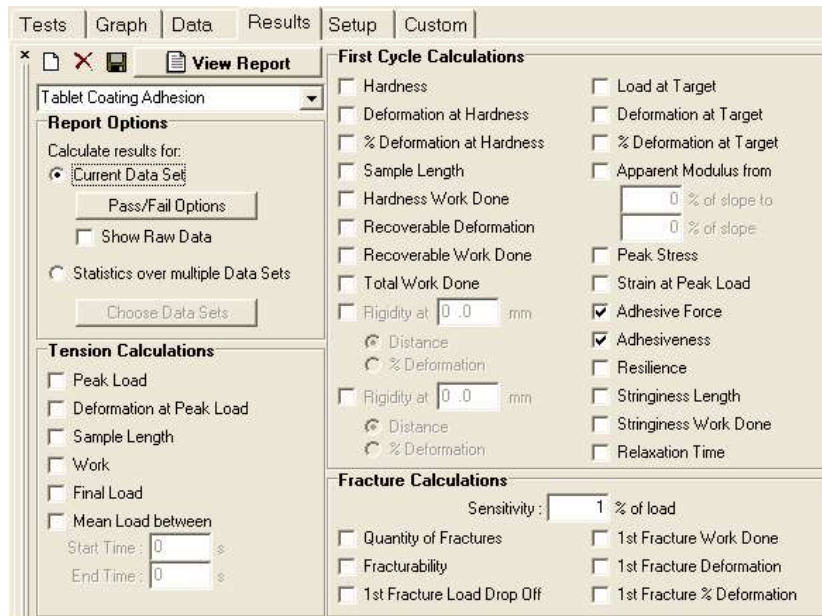 Tests Graph Data Results Setup Custom
× View Report
Tablet Coating Adhesion
Report Options
Calculate results for:
Current Data Set
Pass/Fail Options
Show Raw Data
Statistics over multiple Data Sets
Choose Data Sets
Tension Calculations
Peak Load
Deformation at Peak Load
Sample Length
Work
Final Load
Mean Load between
Start Time : 0 s
End Time : 0 s
First Cycle Calculations
Hardness
Deformation at Hardness
% Deformation at Hardness
Sample Length
Hardness Work Done
Recoverable Deformation
Recoverable Work Done
Total Work Done
Rigidity at 0 .0 mm
Distance
% Deformation
Rigidity at 0 .0 mm
Distance
% Deformation
Load at Target
Deformation at Target
% Deformation at Target
Apparent Modulus from
0 % of slope to
0 % of slope
Peak Stress
Strain at Peak Load
Adhesive Force
Adhesiveness
Resilience
Stringiness Length
Stringiness Work Done
Relaxation Time
Fracture Calculations
Sensitivity : 1 % of load
Quantity of Fractures
Fracturability
1st Fracture Load Drop Off
1st Fracture Work Done
1st Fracture Deformation
1st Fracture % Deformation